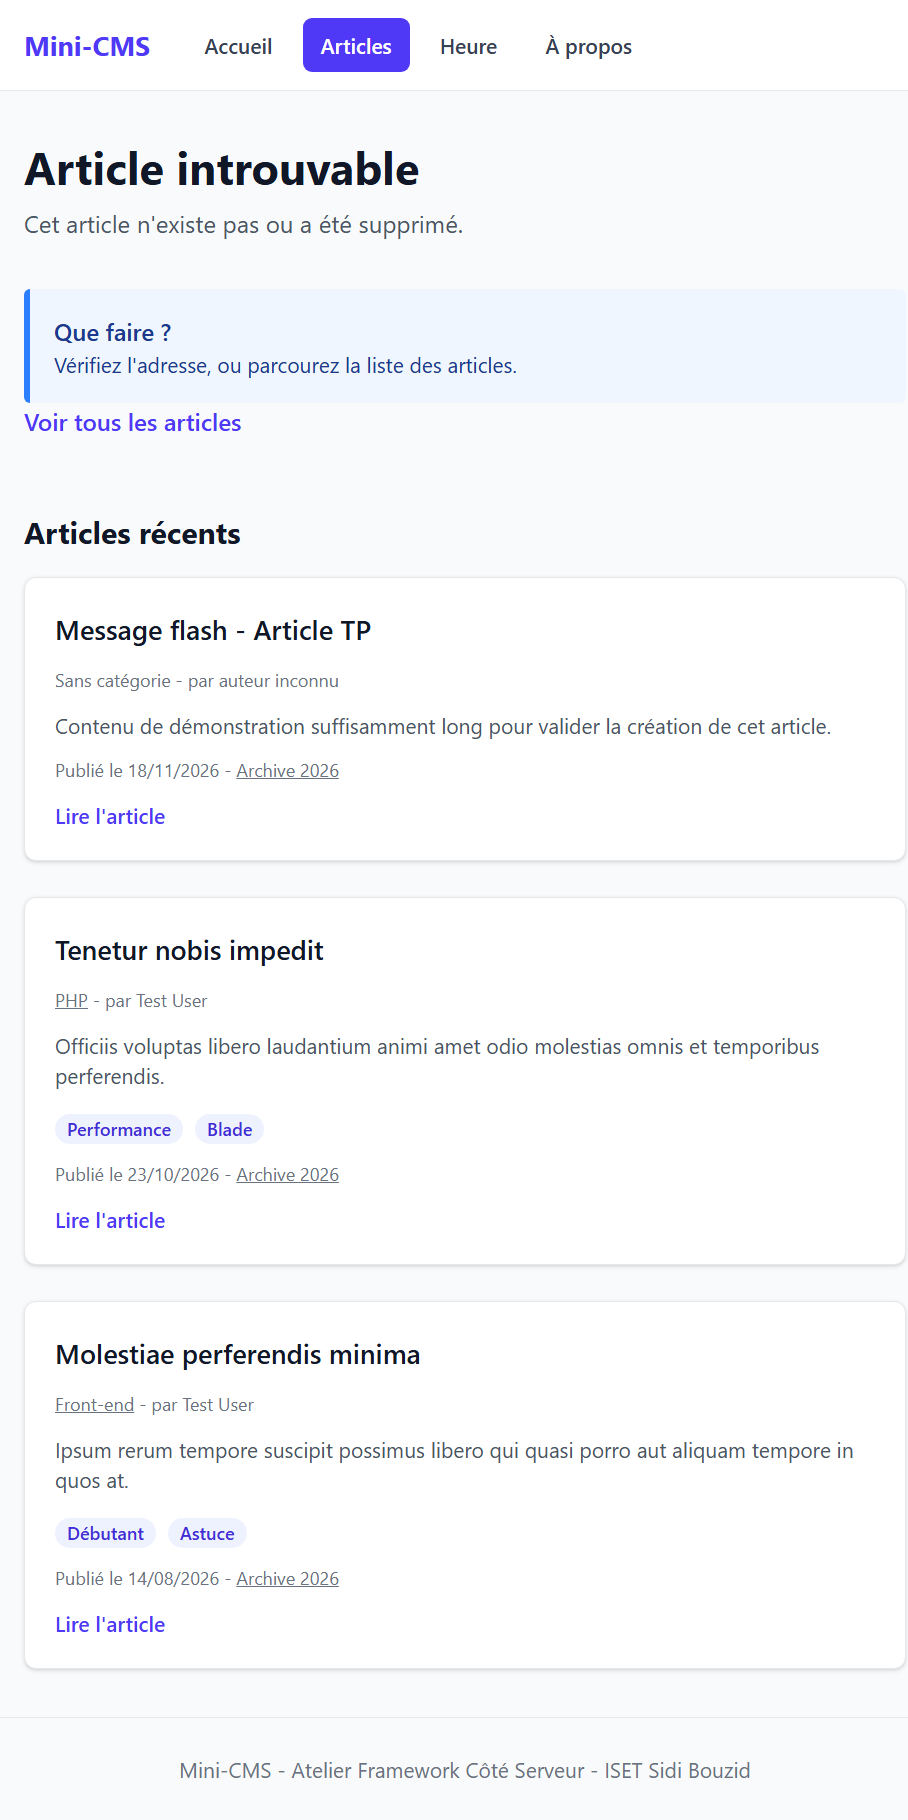 Mini-CMS Accueil Articles Heure À propos
Article introuvable
Cet article n'existe pas ou a été supprimé.
Que faire ?
Vérifiez l'adresse, ou parcourez la liste des articles.
Voir tous les articles
Articles récents
Message flash - Article TP
Sans catégorie - par auteur inconnu
Contenu de démonstration suffisamment long pour valider la création de cet article.
Publié le 18/11/2026 - Archive 2026
Lire l'article
Tenetur nobis impedit
PHP - par Test User
Officiis voluptas libero laudantium animi amet odio molestias omnis et temporibus
perferendis.
Performance Blade
Publié le 23/10/2026 - Archive 2026
Lire l'article
Molestiae perferendis minima
Front-end - par Test User
Ipsum rerum tempore suscipit possimus libero qui quasi porro aut aliquam tempore in
quos at.
Débutant Astuce
Publié le 14/08/2026 - Archive 2026
Lire l'article
Mini-CMS - Atelier Framework Côté Serveur - ISET Sidi Bouzid